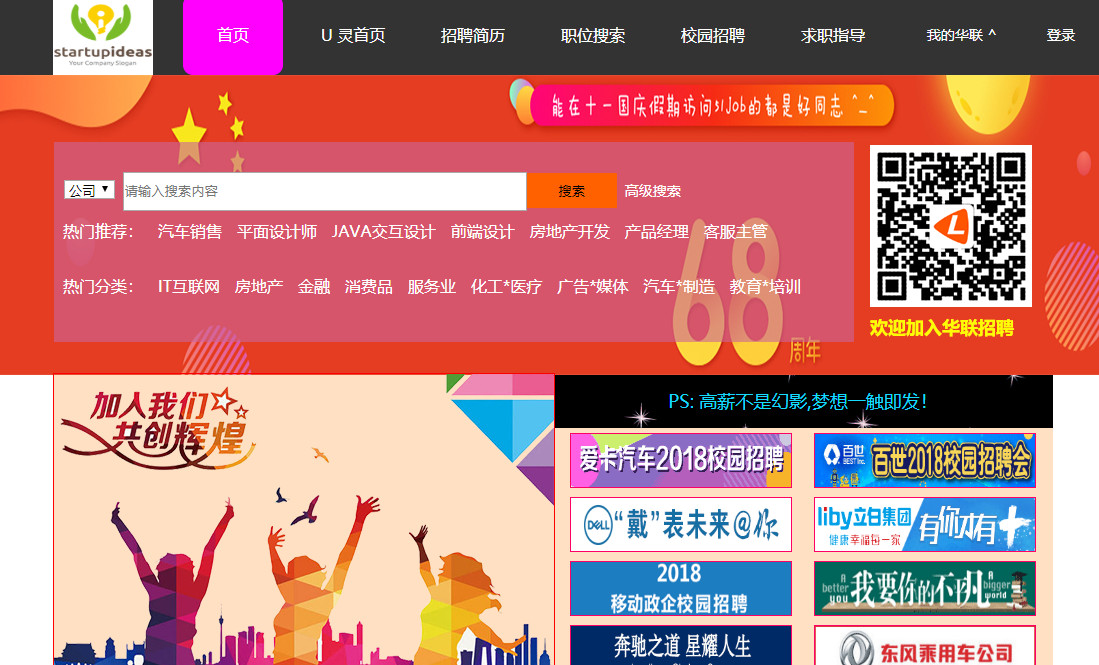 startupideas
Your Company Slogan
首页 U 灵首页 招聘简历 职位搜索 校园招聘 求职指导 我的华联 ^ 登录
能在十一国庆假期访问51Job的都是好同志 ^_^
公司 ▼ 请输入搜索内容 搜索 高级搜索
热门推荐: 汽车销售 平面设计师 JAVA交互设计 前端设计 房地产开发 产品经理 客服主管
热门分类: IT互联网 房地产 金融 消费品 服务业 化工*医疗 广告*媒体 汽车*制造 教育*培训
68
周年
欢迎加入华联招聘
加入我们
共创辉煌
PS: 高薪不是幻影,梦想一触即发!
爱卡汽车2018校园招聘
百世 BEST Inc. 百世2018校园招聘会
DELL “戴”表未来@你
liby立白集团 有你才有+
健康幸福每一家
2018
移动政企校园招聘
A better you 我要你的不例 A bigger world
奔驰之道 星耀人生
东风乘用车公司